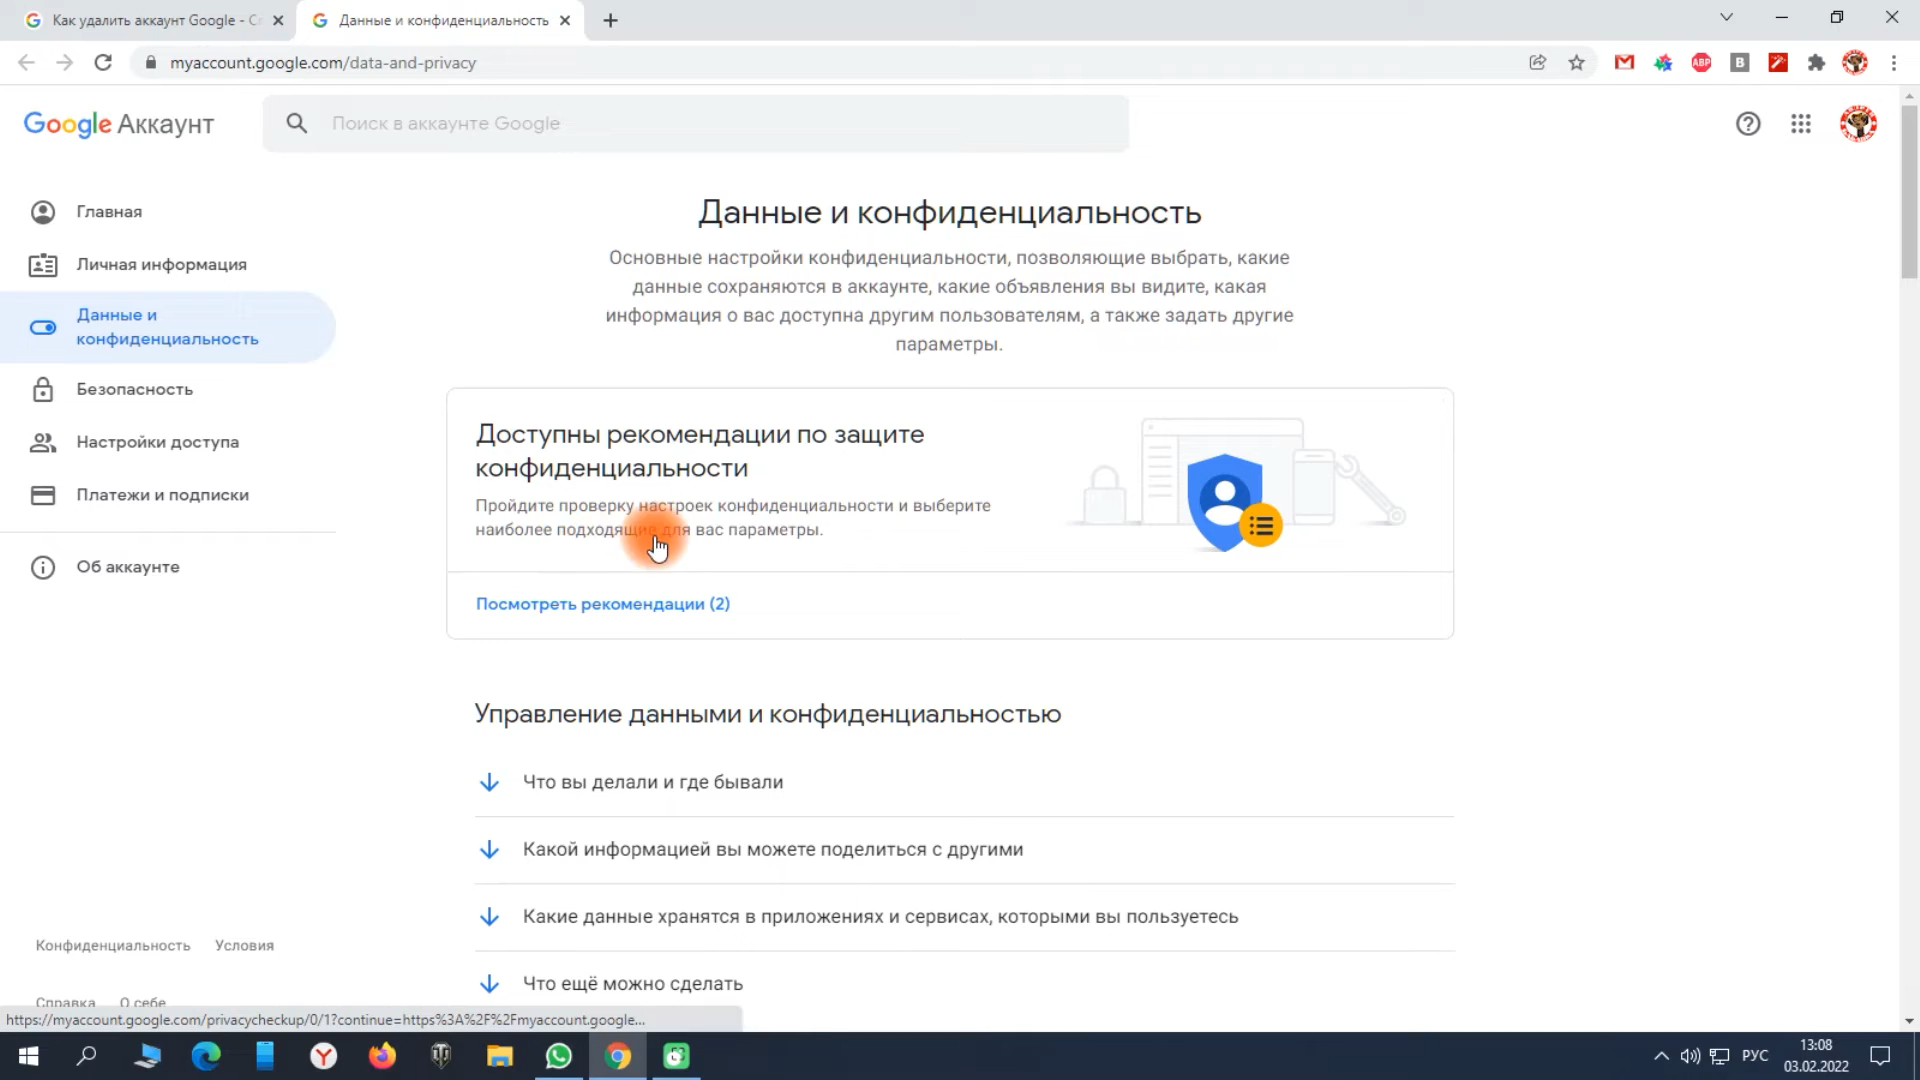 Как удалить аккаунт Google - С
Данные и конфиденциальность
myaccount.google.com/data-and-privacy
ABP
B
Google Аккаунт
Поиск в аккаунте Google
Главная
Личная информация
Данные и
конфиденциальность
Безопасность
Настройки доступа
Платежи и подписки
Об аккаунте
Данные и конфиденциальность
Основные настройки конфиденциальности, позволяющие выбрать, какие
данные сохраняются в аккаунте, какие объявления вы видите, какая
информация о вас доступна другим пользователям, а также задать другие
параметры.
Доступны рекомендации по защите
конфиденциальности
Пройдите проверку настроек конфиденциальности и выберите
наиболее подходящие для вас параметры.
Посмотреть рекомендации (2)
Управление данными и конфиденциальностью
Что вы делали и где бывали
Какой информацией вы можете поделиться с другими
Какие данные хранятся в приложениях и сервисах, которыми вы пользуетесь
Что ещё можно сделать
Конфиденциальность Условия
Справка О себе
https://myaccount.google.com/privacycheckup/0/1?continue=https%3A%2F%2Fmyaccount.google...
РУС
13:08
03.02.2022